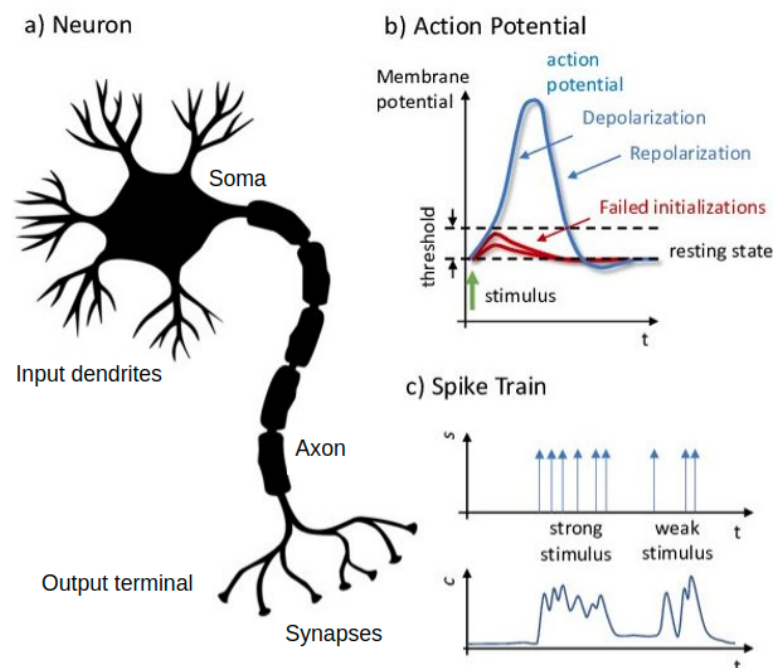 a) Neuron
Soma
Input dendrites
Axon
Output terminal
Synapses
b) Action Potential
Membrane
potential
action
potential
Depolarization
Repolarization
Failed initializations
threshold
resting state
stimulus
t
c) Spike Train
s
strong
stimulus
weak
stimulus
t
c
t